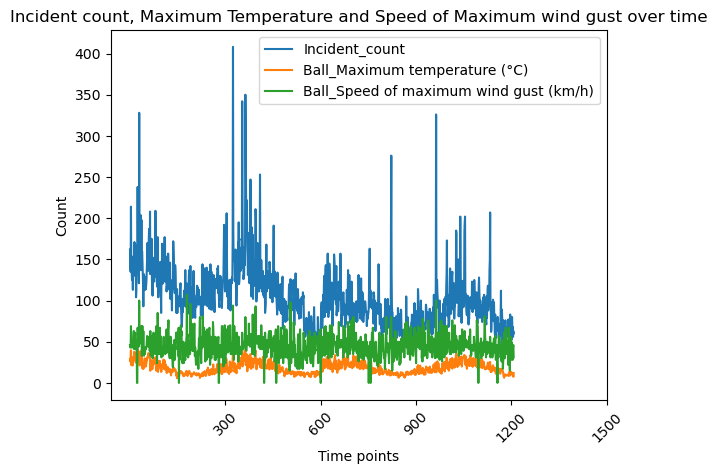 Incident count, Maximum Temperature and Speed of Maximum wind gust over time
Incident_count
Ball_Maximum temperature (°C)
Ball_Speed of maximum wind gust (km/h)
400
350
300
250
200
150
100
50
0
Count
300
600
900
1200
1500
Time points